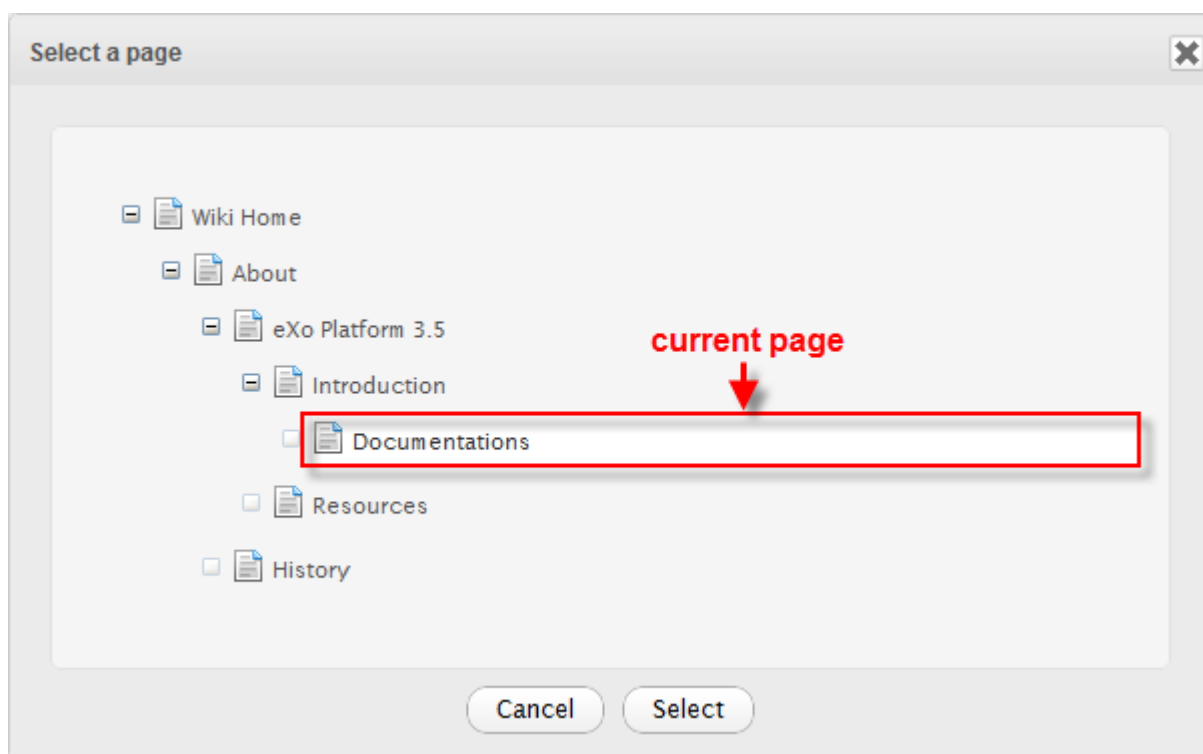 Select a page
Wiki Home
About
eXo Platform 3.5
current page
Introduction
Documentations
Resources
History
Cancel
Select